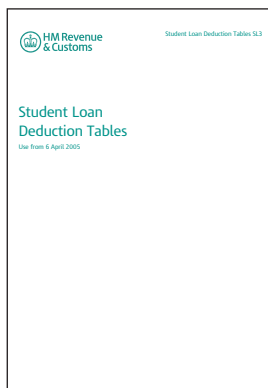 HM Revenue
& Customs
Student Loan Deduction Tables SL3
Student Loan
Deduction Tables
Use from 6 April 2005